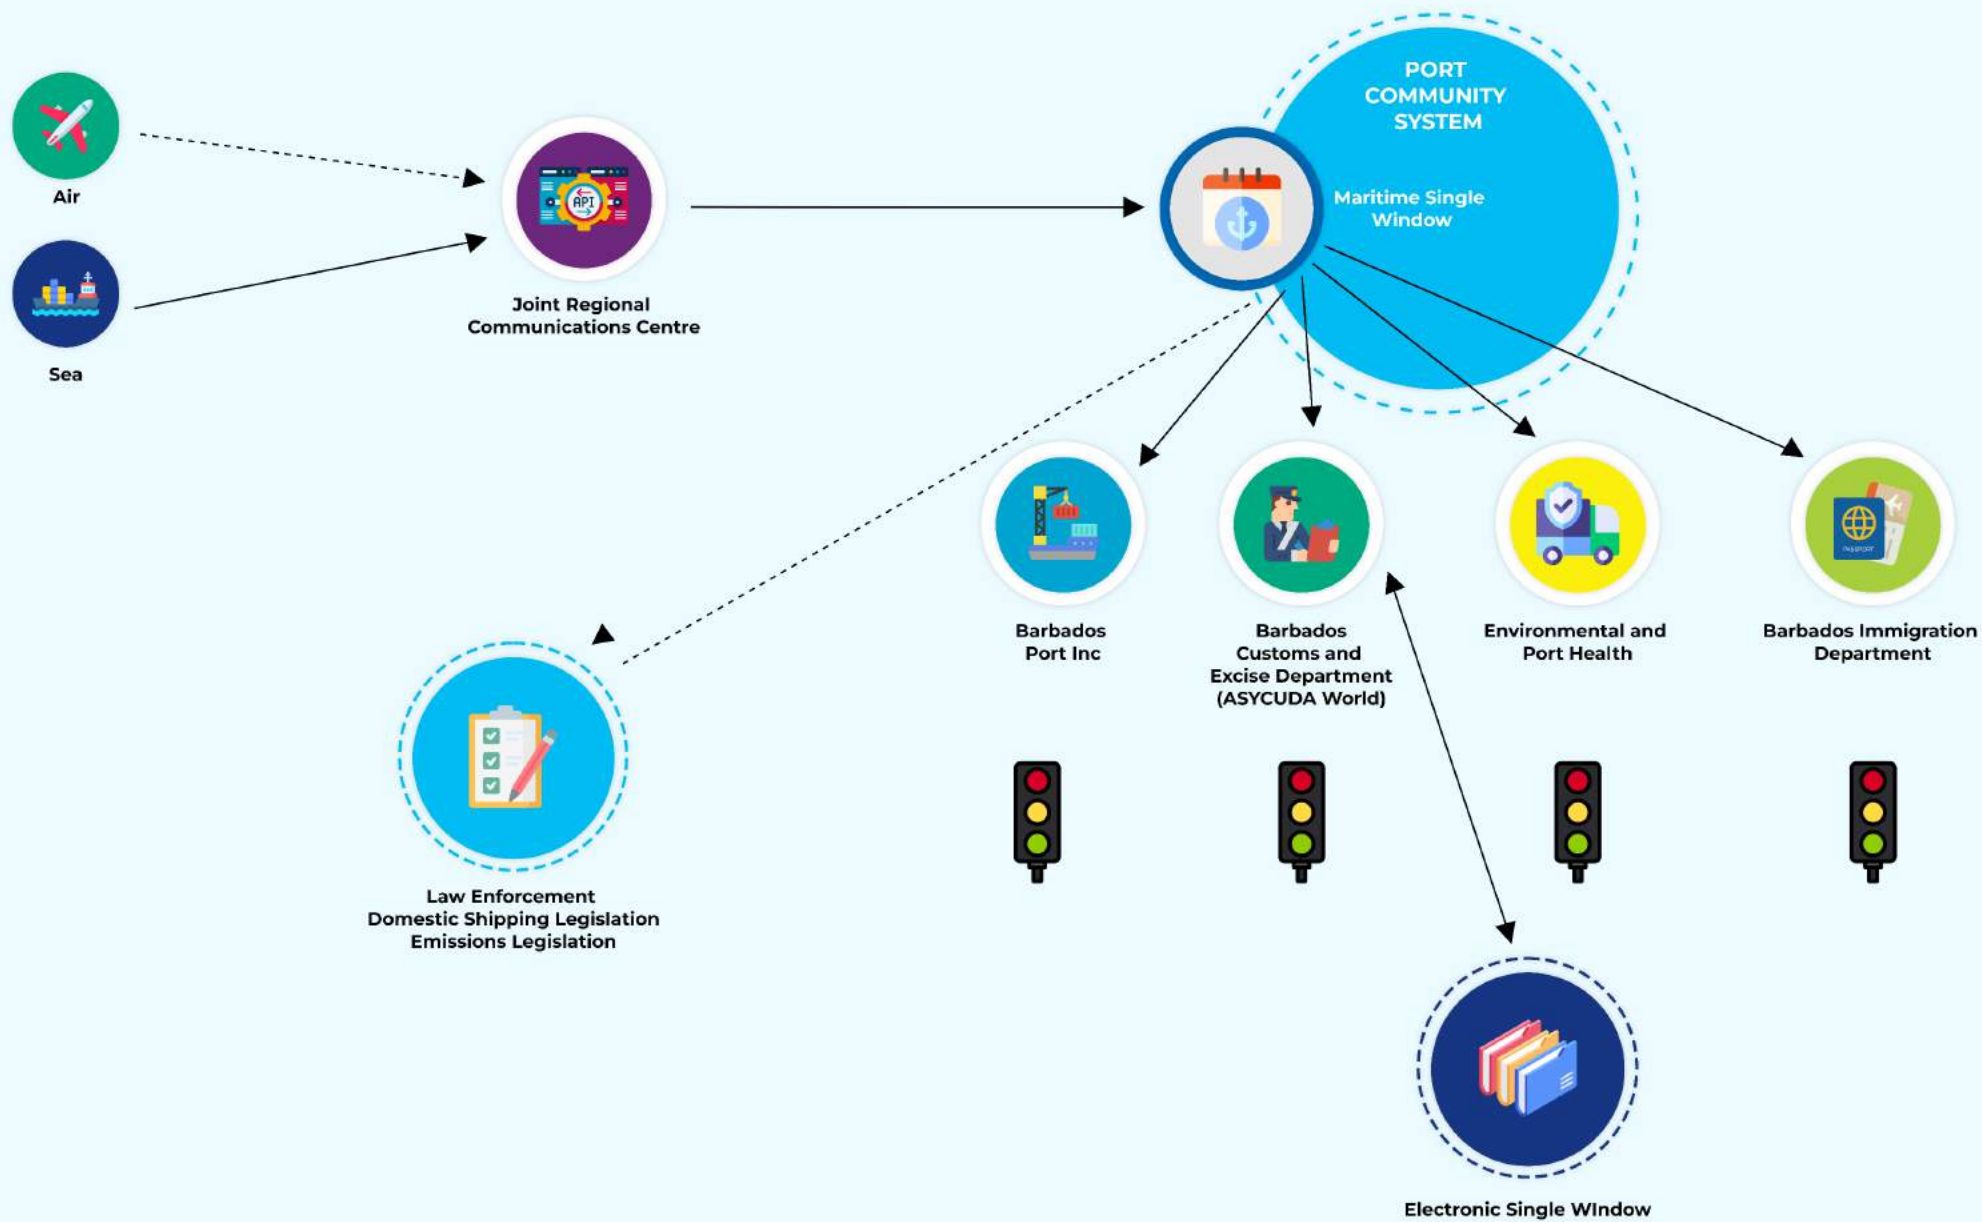 PORT
COMMUNITY
SYSTEM
Air
API
Maritime Single
Window
Joint Regional
Communications Centre
Sea
PASSPORT
Barbados
Port Inc
Barbados
Customs and
Excise Department
(ASYCUDA World)
Environmental and
Port Health
Barbados Immigration
Department
Law Enforcement
Domestic Shipping Legislation
Emissions Legislation
Electronic Single WIndow